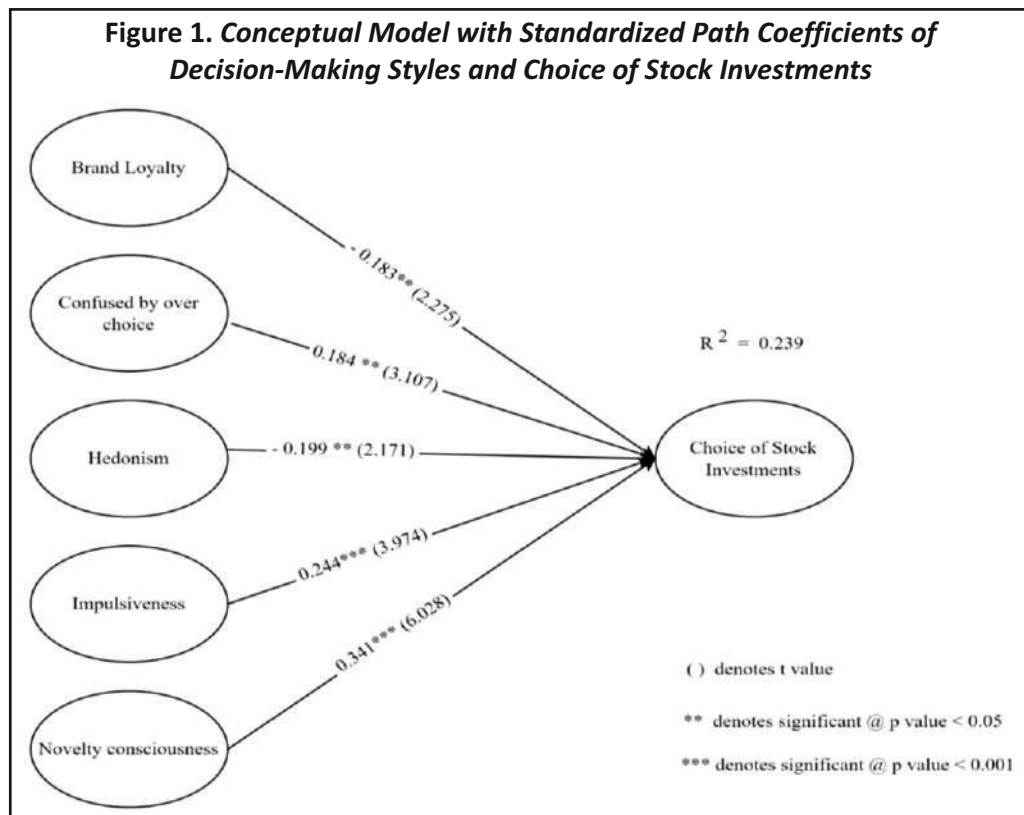 Figure 1. Conceptual Model with Standardized Path Coefficients of
Decision-Making Styles and Choice of Stock Investments
Brand Loyalty
- 0.183** (2.275)
Confused by over
choice
0.184 ** (3.107)
R 2 = 0.239
Hedonism
- 0.199 ** (2.171)
Choice of Stock
Investments
Impulsiveness
0.244*** (3.974)
Novelty consciousness
0.341*** (6.028)
( ) denotes t value
** denotes significant @ p value < 0.05
*** denotes significant @ p value < 0.001